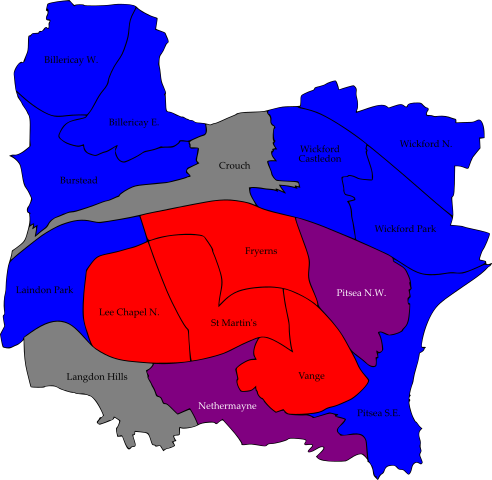 Billericay W.
Billericay E.
Burstead
Crouch
Wickford
Castledon
Wickford N.
Wickford Park
Fryerns
Laindon Park
Pitsea N.W.
Lee Chapel N.
St Martin's
Langdon Hills
Vange
Nethermayne
Pitsea S.E.